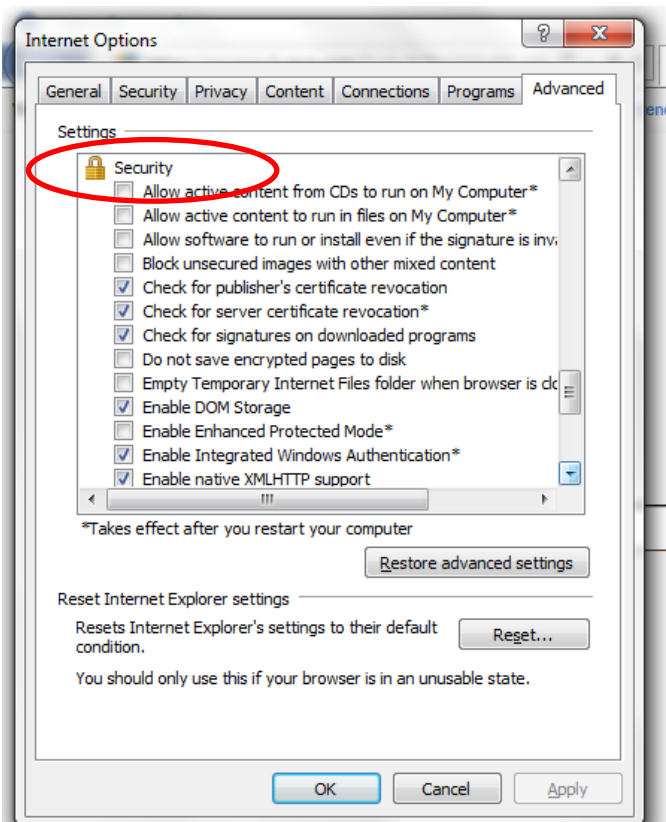 Internet Options
General Security Privacy Content Connections Programs Advanced
Settings
Security
Allow active content from CDs to run on My Computer*
Allow active content to run in files on My Computer*
Allow software to run or install even if the signature is
Block unsecured images with other mixed content
Check for publisher's certificate revocation
Check for server certificate revocation*
Check for signatures on downloaded programs
Do not save encrypted pages to disk
Empty Temporary Internet Files folder when browser is
Enable DOM Storage
Enable Enhanced Protected Mode*
Enable Integrated Windows Authentication*
Enable native XMLHTTP support
*Takes effect after you restart your computer
Restore advanced settings
Reset Internet Explorer settings
Resets Internet Explorer's settings to their default
condition.
Reset...
You should only use this if your browser is in an unusable state.
OK Cancel Apply